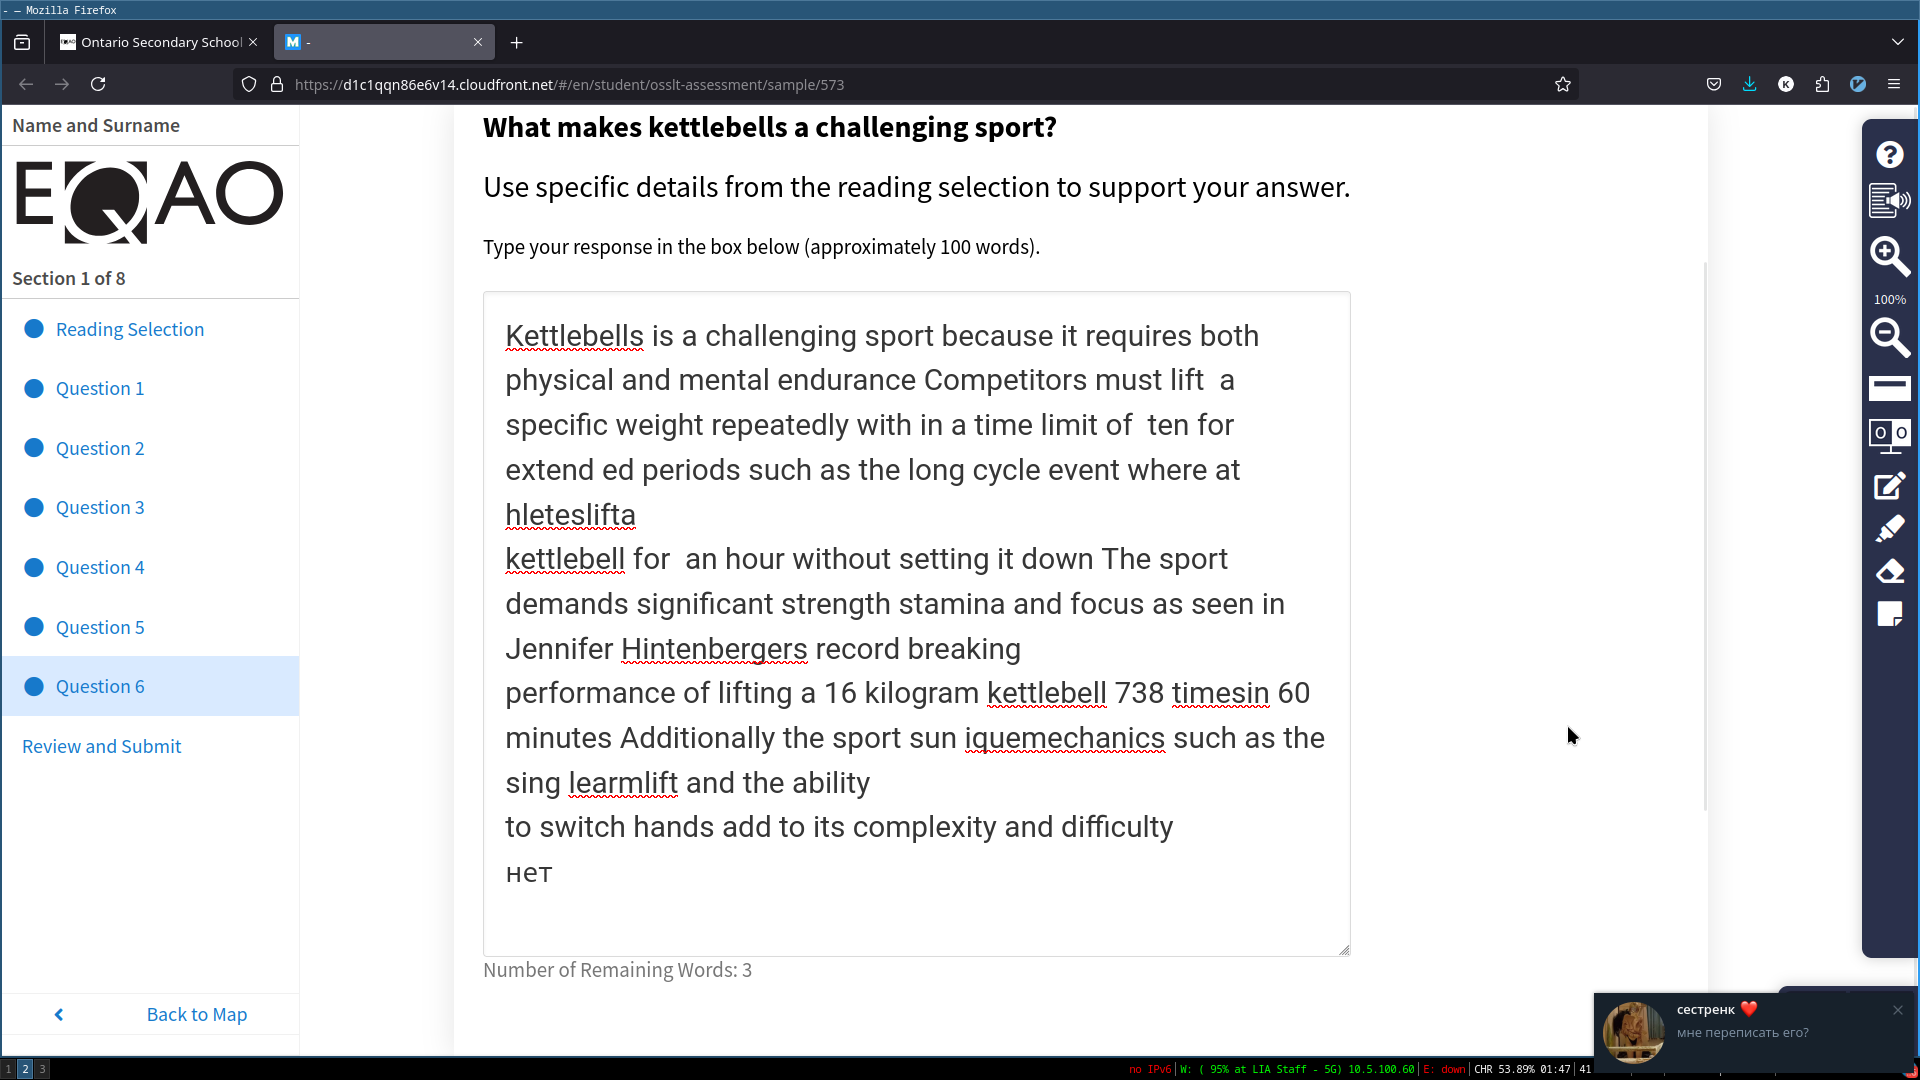 - — Mozilla Firefox
Ontario Secondary School
-
https://d1c1qqn86e6v14.cloudfront.net/#/en/student/osslt-assessment/sample/573
Name and Surname
EQAO
Section 1 of 8
Reading Selection
Question 1
Question 2
Question 3
Question 4
Question 5
Question 6
Review and Submit
Back to Map
What makes kettlebells a challenging sport?
Use specific details from the reading selection to support your answer.
Type your response in the box below (approximately 100 words).
Kettlebells is a challenging sport because it requires both
physical and mental endurance Competitors must lift  a
specific weight repeatedly with in a time limit of  ten for
extend ed periods such as the long cycle event where at
hleteslifta
kettlebell for  an hour without setting it down The sport
demands significant strength stamina and focus as seen in
Jennifer Hintenbergers record breaking
performance of lifting a 16 kilogram kettlebell 738 timesin 60
minutes Additionally the sport sun iquemechanics such as the
sing learmlift and the ability
to switch hands add to its complexity and difficulty
нет
Number of Remaining Words: 3
100%
сестренк ❤️
мне переписать его?
1 2 3
no IPv6 | W: ( 95% at LIA Staff - 5G) 10.5.100.60 | E: down | CHR 53.89% 01:47 | 41